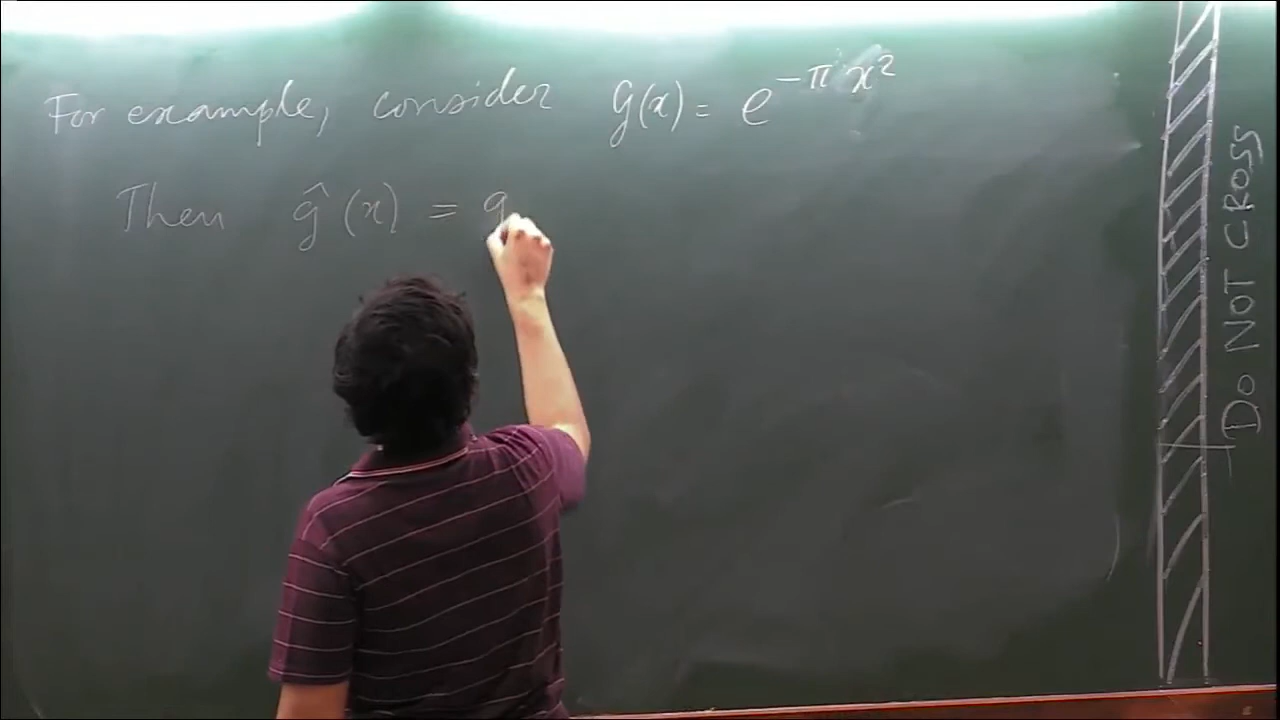 For example, consider g(x) = e^{-πx²}
Then ĝ(x) = g
DO NOT CROSS